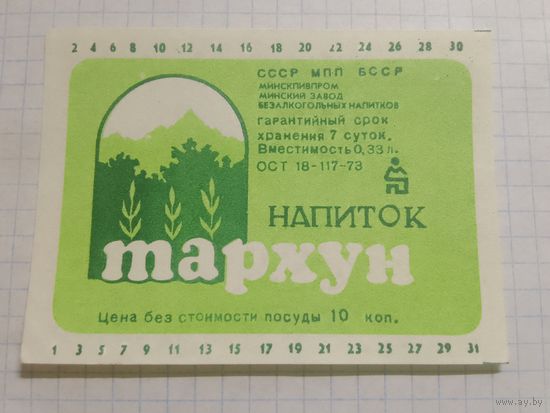 2 4 6 8 10 12 14 16 18 20 22 24 26 28 30
СССР МПП БССР
МИНСКПИВПРОМ
МИНСКИЙ ЗАВОД
БЕЗАЛКОГОЛЬНЫХ НАПИТКОВ
гарантийный срок
хранения 7 суток.
Вместимость 0,33 л.
ОСТ 18-117-73
НАПИТОК
тархун
Цена без стоимости посуды 10 коп.
1 3 5 7 9 11 13 15 17 19 21 23 25 27 29 31
www.ay.by